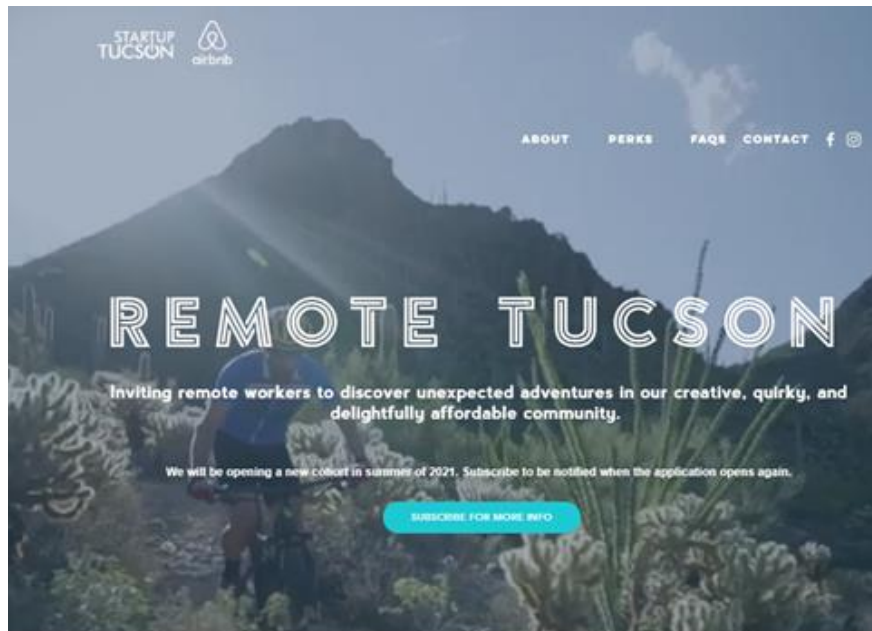 STARTUP
TUCSON
airbnb
ABOUT PERKS FAQS CONTACT
REMOTE TUCSON
Inviting remote workers to discover unexpected adventures in our creative, quirky, and
delightfully affordable community.
We will be opening a new cohort in summer of 2021. Subscribe to be notified when the application opens again.
SUBSCRIBE FOR MORE INFO